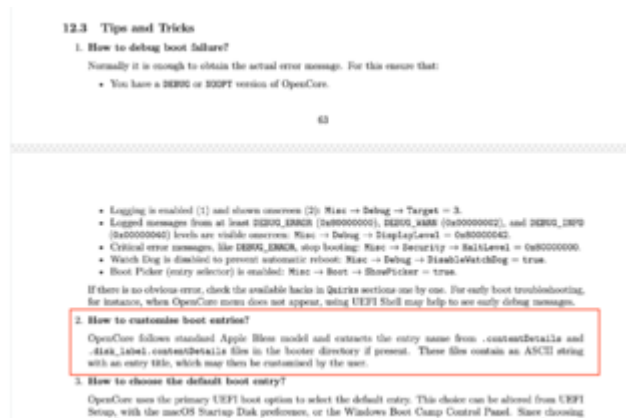 12.3 Tips and Tricks
1. How to debug boot failure?
Normally it is enough to obtain the actual error message. For this ensure that:
• You have a DEBUG or NOOPT version of OpenCore.
63
• Logging is enabled (1) and shown onscreen (2): Misc → Debug → Target = 3.
• Logged messages from at least DEBUG_ERROR (0x80000000), DEBUG_WARN (0x00000002), and DEBUG_INFO
(0x00000040) levels are visible onscreen: Misc → Debug → DisplayLevel = 0x80000042.
• Critical error messages, like DEBUG_ERROR, stop booting: Misc → Security → HaltLevel = 0x80000000.
• Watch Dog is disabled to prevent automatic reboot: Misc → Debug → DisableWatchDog = true.
• Boot Picker (entry selector) is enabled: Misc → Boot → ShowPicker = true.
If there is no obvious error, check the available hacks in Quirks sections one by one. For early boot troubleshooting,
for instance, when OpenCore menu does not appear, using UEFI Shell may help to see early debug messages.
2. How to customise boot entries?
OpenCore follows standard Apple Bless model and extracts the entry name from .contentDetails and
.disk_label.contentDetails files in the booter directory if present. These files contain an ASCII string
with an entry title, which may then be customised by the user.
3. How to choose the default boot entry?
OpenCore uses the primary UEFI boot option to select the default entry. This choice can be altered from UEFI
Setup, with the macOS Startup Disk preference, or the Windows Boot Camp Control Panel. Since choosing